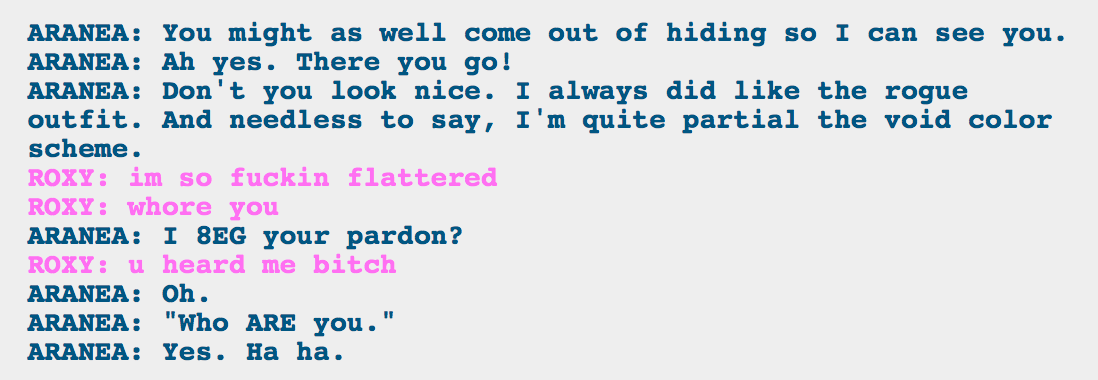 ARANEA: You might as well come out of hiding so I can see you.
ARANEA: Ah yes. There you go!
ARANEA: Don't you look nice. I always did like the rogue
outfit. And needless to say, I'm quite partial the void color
scheme.
ROXY: im so fuckin flattered
ROXY: whore you
ARANEA: I 8EG your pardon?
ROXY: u heard me bitch
ARANEA: Oh.
ARANEA: "Who ARE you."
ARANEA: Yes. Ha ha.